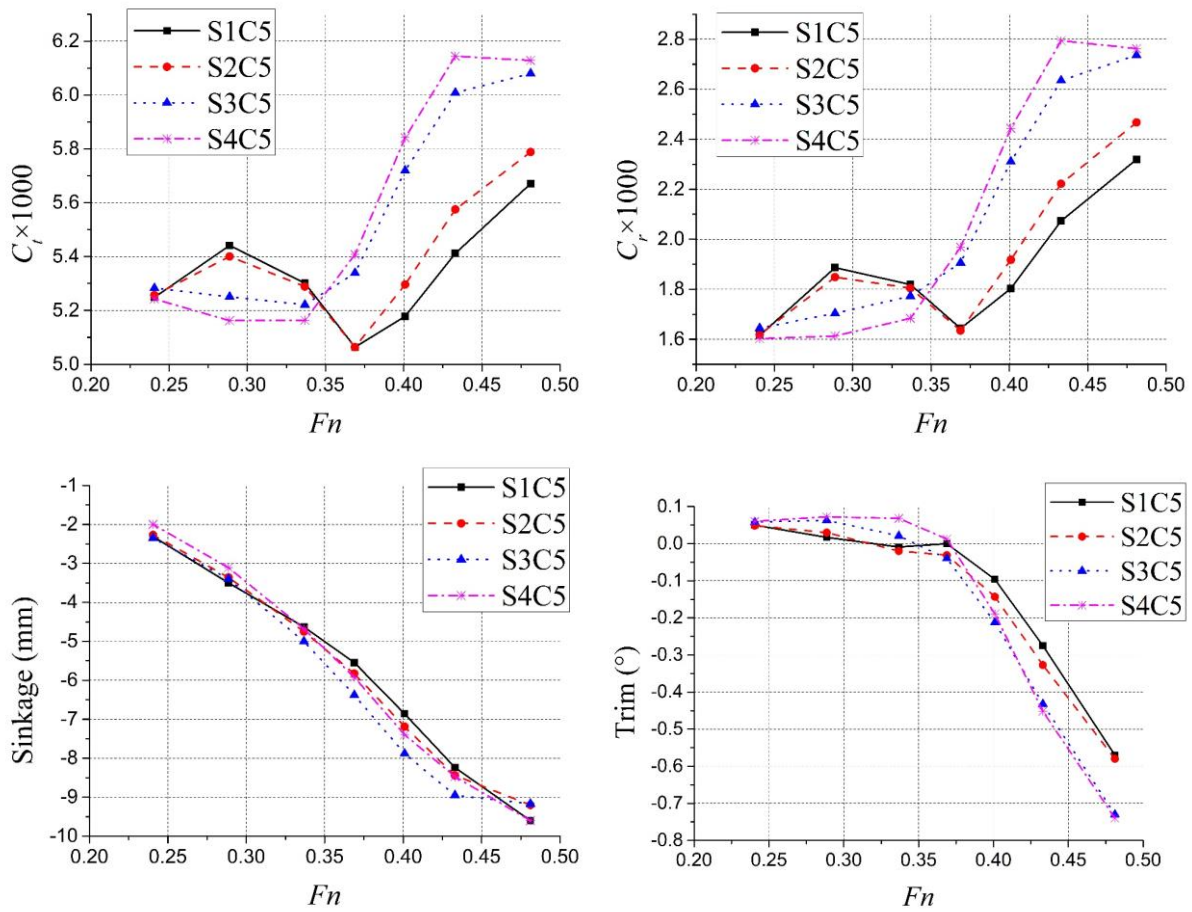 S1C5
S2C5
S3C5
S4C5
6.2
6.0
5.8
5.6
5.4
5.2
5.0
0.20 0.25 0.30 0.35 0.40 0.45 0.50
Ct×1000
Fn
S1C5
S2C5
S3C5
S4C5
2.8
2.6
2.4
2.2
2.0
1.8
1.6
0.20 0.25 0.30 0.35 0.40 0.45 0.50
Cr×1000
Fn
S1C5
S2C5
S3C5
S4C5
-1
-2
-3
-4
-5
-6
-7
-8
-9
-10
0.20 0.25 0.30 0.35 0.40 0.45 0.50
Sinkage (mm)
Fn
S1C5
S2C5
S3C5
S4C5
0.1
0.0
-0.1
-0.2
-0.3
-0.4
-0.5
-0.6
-0.7
-0.8
0.20 0.25 0.30 0.35 0.40 0.45 0.50
Trim (°)
Fn